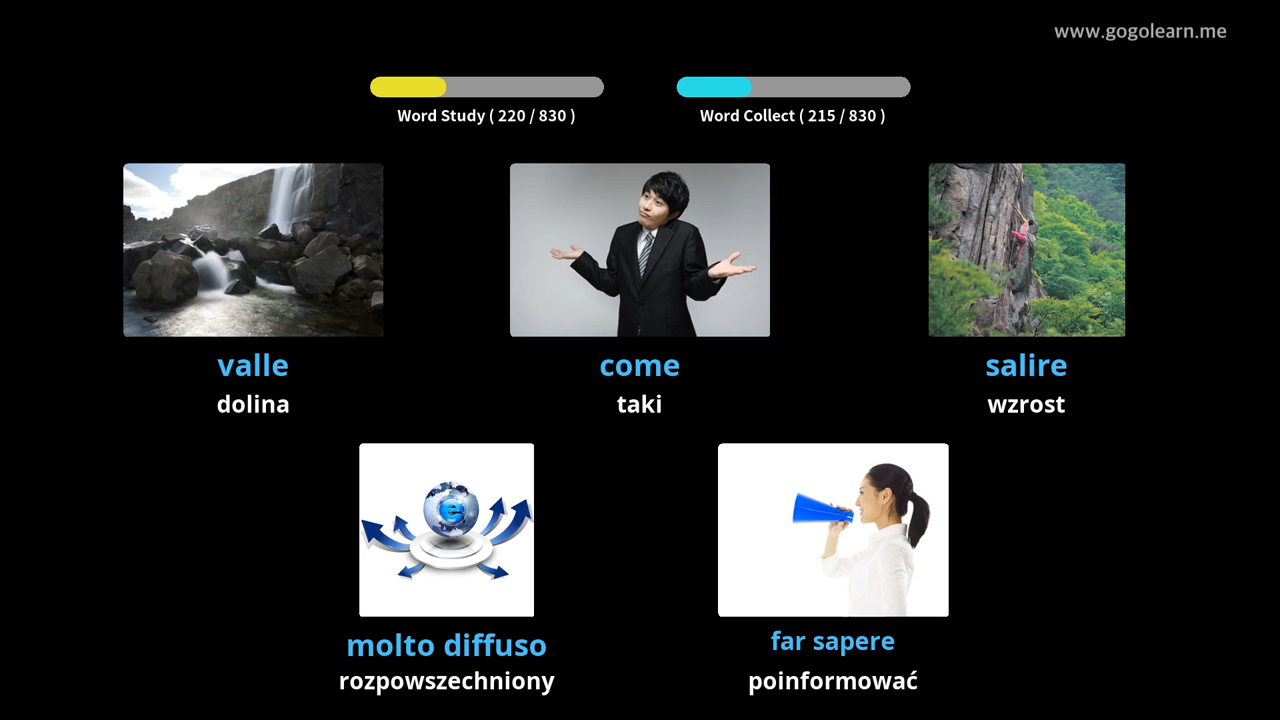 www.gogolearn.me
Word Study ( 220 / 830 )
Word Collect ( 215 / 830 )
valle
dolina
come
taki
salire
wzrost
e
molto diffuso
rozpowszechniony
far sapere
poinformować